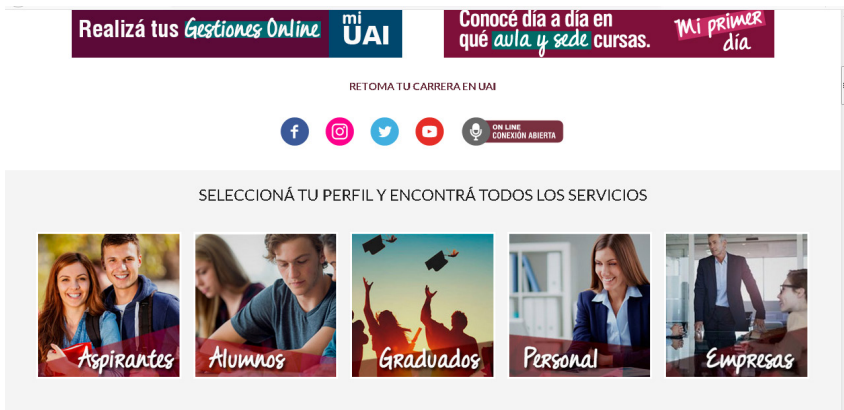 Realizá tus Gestiones Online mi UAI
Conocé día a día en
qué aula y sede cursas. Mi primer día
RETOMA TU CARRERA EN UAI
ON LINE
CONEXIÓN ABIERTA
SELECCIONÁ TU PERFIL Y ENCONTRÁ TODOS LOS SERVICIOS
Aspirantes
Alumnos
Graduados
Personal
Empresas